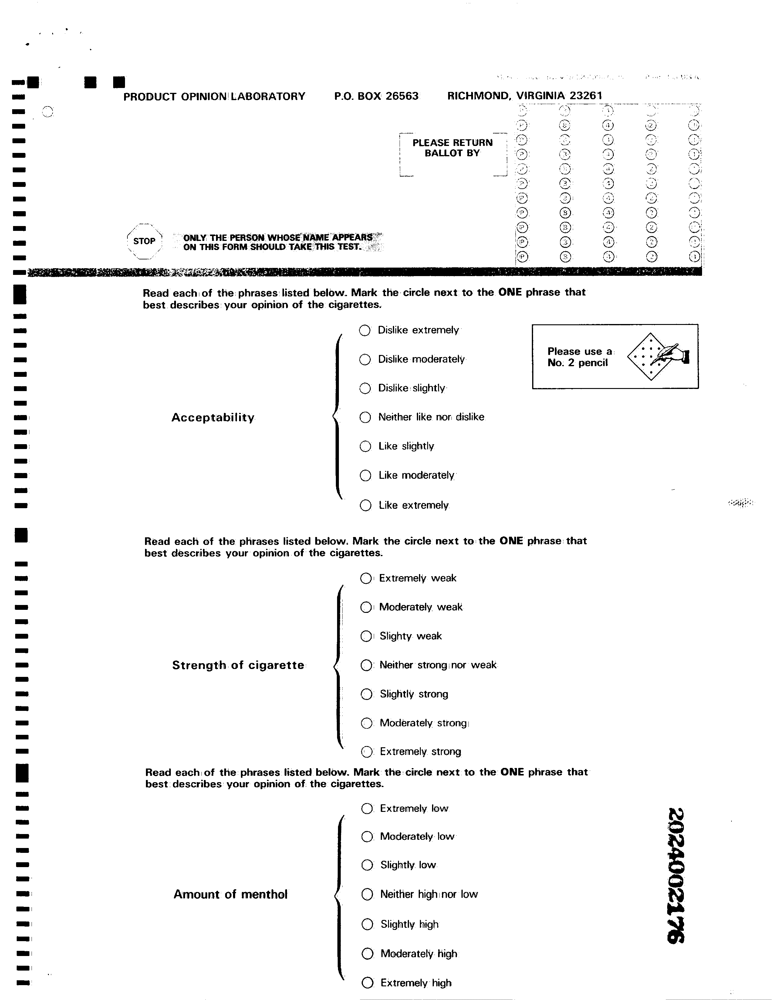 PRODUCT OPINION LABORATORY P.O. BOX 26563 RICHMOND, VIRGINIA 23261
PLEASE RETURN
BALLOT BY
STOP
ONLY THE PERSON WHOSE NAME APPEARS
ON THIS FORM SHOULD TAKE THIS TEST.
Read each of the phrases listed below. Mark the circle next to the ONE phrase that
best describes your opinion of the cigarettes.
Please use a
No. 2 pencil
Acceptability
Dislike extremely
Dislike moderately
Dislike slightly
Neither like nor dislike
Like slightly
Like moderately
Like extremely
Read each of the phrases listed below. Mark the circle next to the ONE phrase that
best describes your opinion of the cigarettes.
Strength of cigarette
Extremely weak
Moderately weak
Slighty weak
Neither strong nor weak
Slightly strong
Moderately strong
Extremely strong
Read each of the phrases listed below. Mark the circle next to the ONE phrase that
best describes your opinion of the cigarettes.
Amount of menthol
Extremely low
Moderately low
Slightly low
Neither high nor low
Slightly high
Moderately high
Extremely high
2024002176